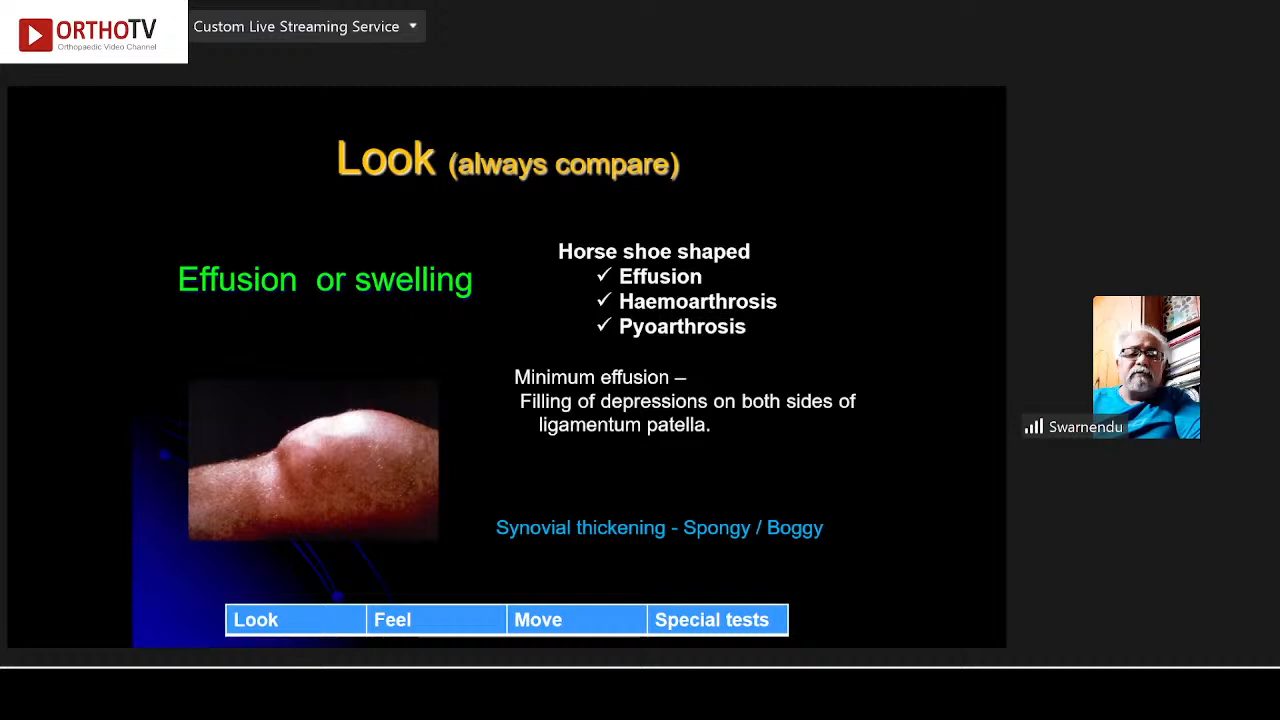 ORTHOTV
Orthopaedic Video Channel
Custom Live Streaming Service
Look (always compare)
Effusion or swelling
Horse shoe shaped
✓ Effusion
✓ Haemoarthrosis
✓ Pyoarthrosis
Minimum effusion –
Filling of depressions on both sides of
ligamentum patella.
Synovial thickening - Spongy / Boggy
Swarnendu
Look Feel Move Special tests